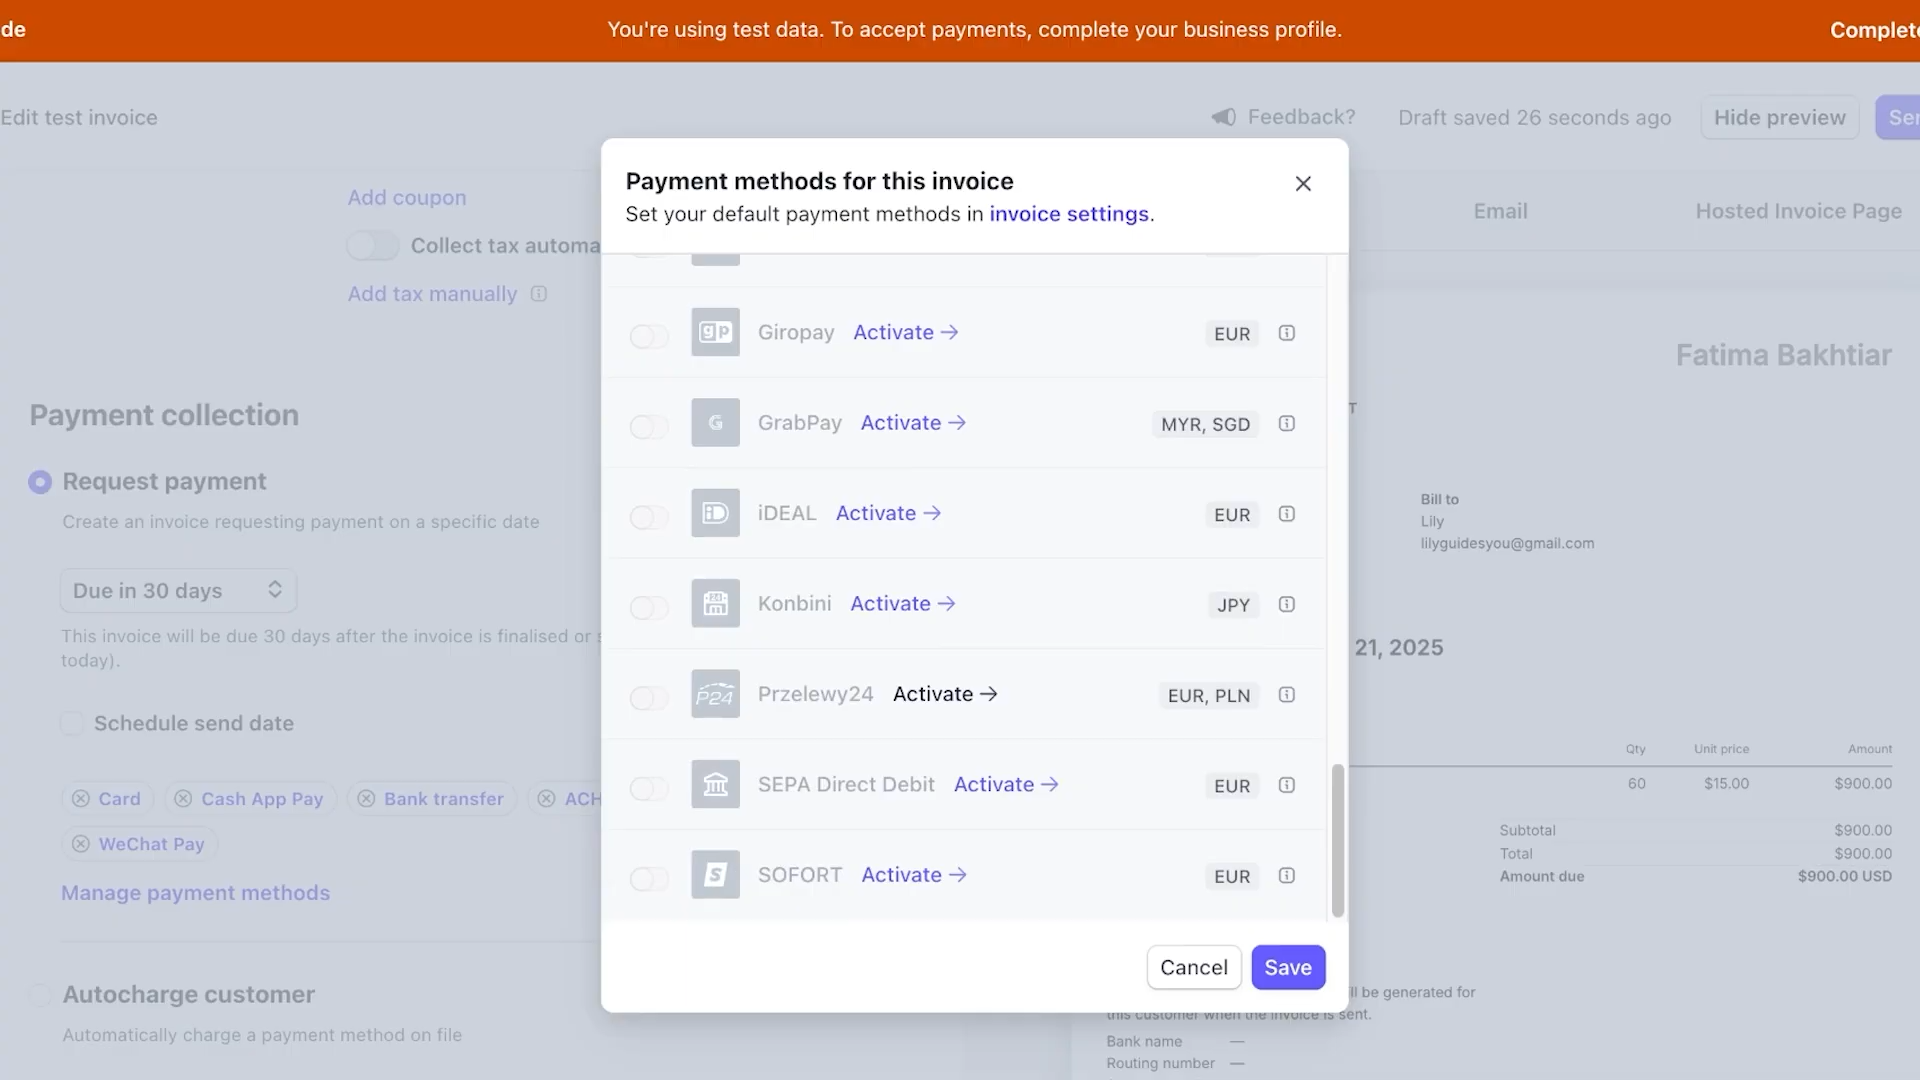 de
You're using test data. To accept payments, complete your business profile.
Complete
Edit test invoice
Feedback?
Draft saved 26 seconds ago
Hide preview
Add coupon
Collect tax automa
Add tax manually
Payment collection
Request payment
Create an invoice requesting payment on a specific date
Due in 30 days
This invoice will be due 30 days after the invoice is finalised or s
today).
Schedule send date
Card
Cash App Pay
Bank transfer
ACH
WeChat Pay
Manage payment methods
Autocharge customer
Automatically charge a payment method on file
Payment methods for this invoice
Set your default payment methods in invoice settings.
Giropay Activate → EUR
GrabPay Activate → MYR, SGD
iDEAL Activate → EUR
Konbini Activate → JPY
P24 Przelewy24 Activate → EUR, PLN
SEPA Direct Debit Activate → EUR
SOFORT Activate → EUR
Cancel
Save
Email
Hosted Invoice Page
Fatima Bakhtiar
Bill to
Lily
lilyguidesyou@gmail.com
21, 2025
Qty Unit price Amount
60 $15.00 $900.00
Subtotal $900.00
Total $900.00
Amount due $900.00 USD
be generated for
this customer when the invoice is sent.
Bank name —
Routing number —